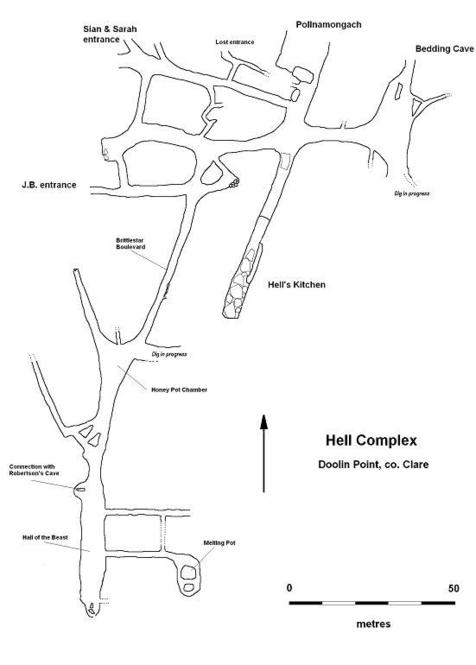 Sian & Sarah
entrance
Lost entrance
Pollnamongach
Bedding Cave
J.B. entrance
Dig in progress
Brittlestar
Boulevard
Hell's Kitchen
Dig in progress
Honey Pot Chamber
Hell Complex
Doolin Point, co. Clare
Connection with
Robertson's Cave
Hall of the Beast
Melting Pot
0
50
metres